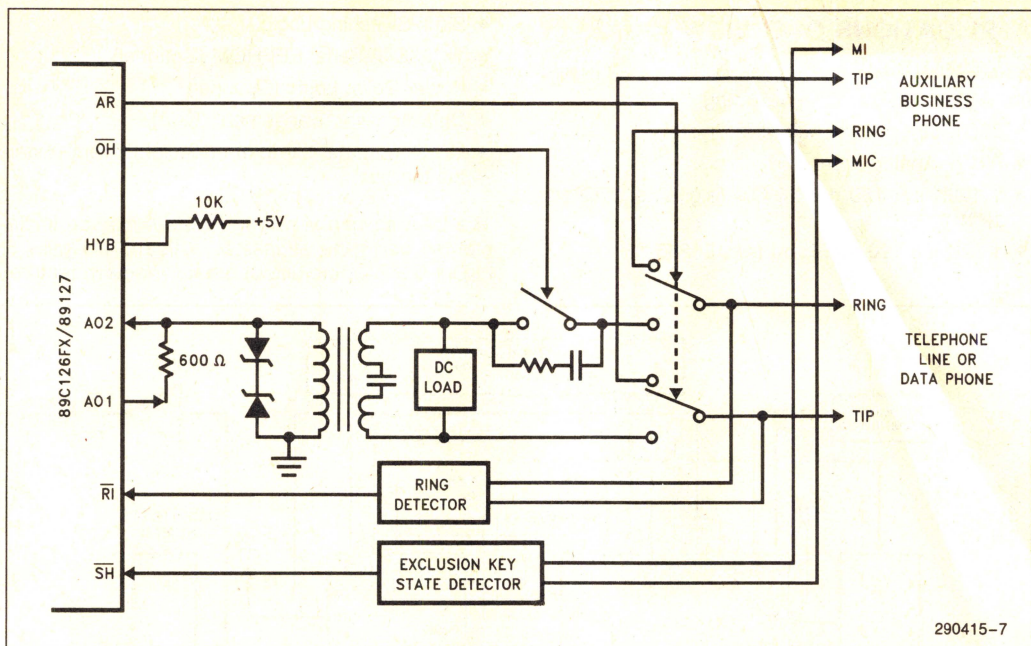 MI
TIP
AUXILIARY
BUSINESS
PHONE
RING
MIC
AR
OH
10K
+5V
HYB
89C126FX/89127
AO2
600 Ω
AO1
DC
LOAD
RING
TELEPHONE
LINE OR
DATA PHONE
TIP
RI
RING
DETECTOR
SH
EXCLUSION KEY
STATE DETECTOR
290415-7